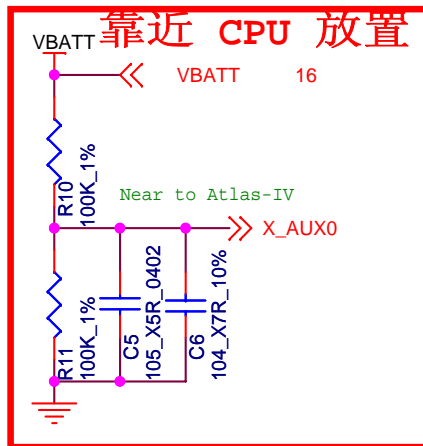 靠近 CPU 放置
VBATT
VBATT 16
R10
100K_1%
Near to Atlas-IV
X_AUX0
R11
100K_1%
C5
105_X5R_0402
C6
104_X7R_10%